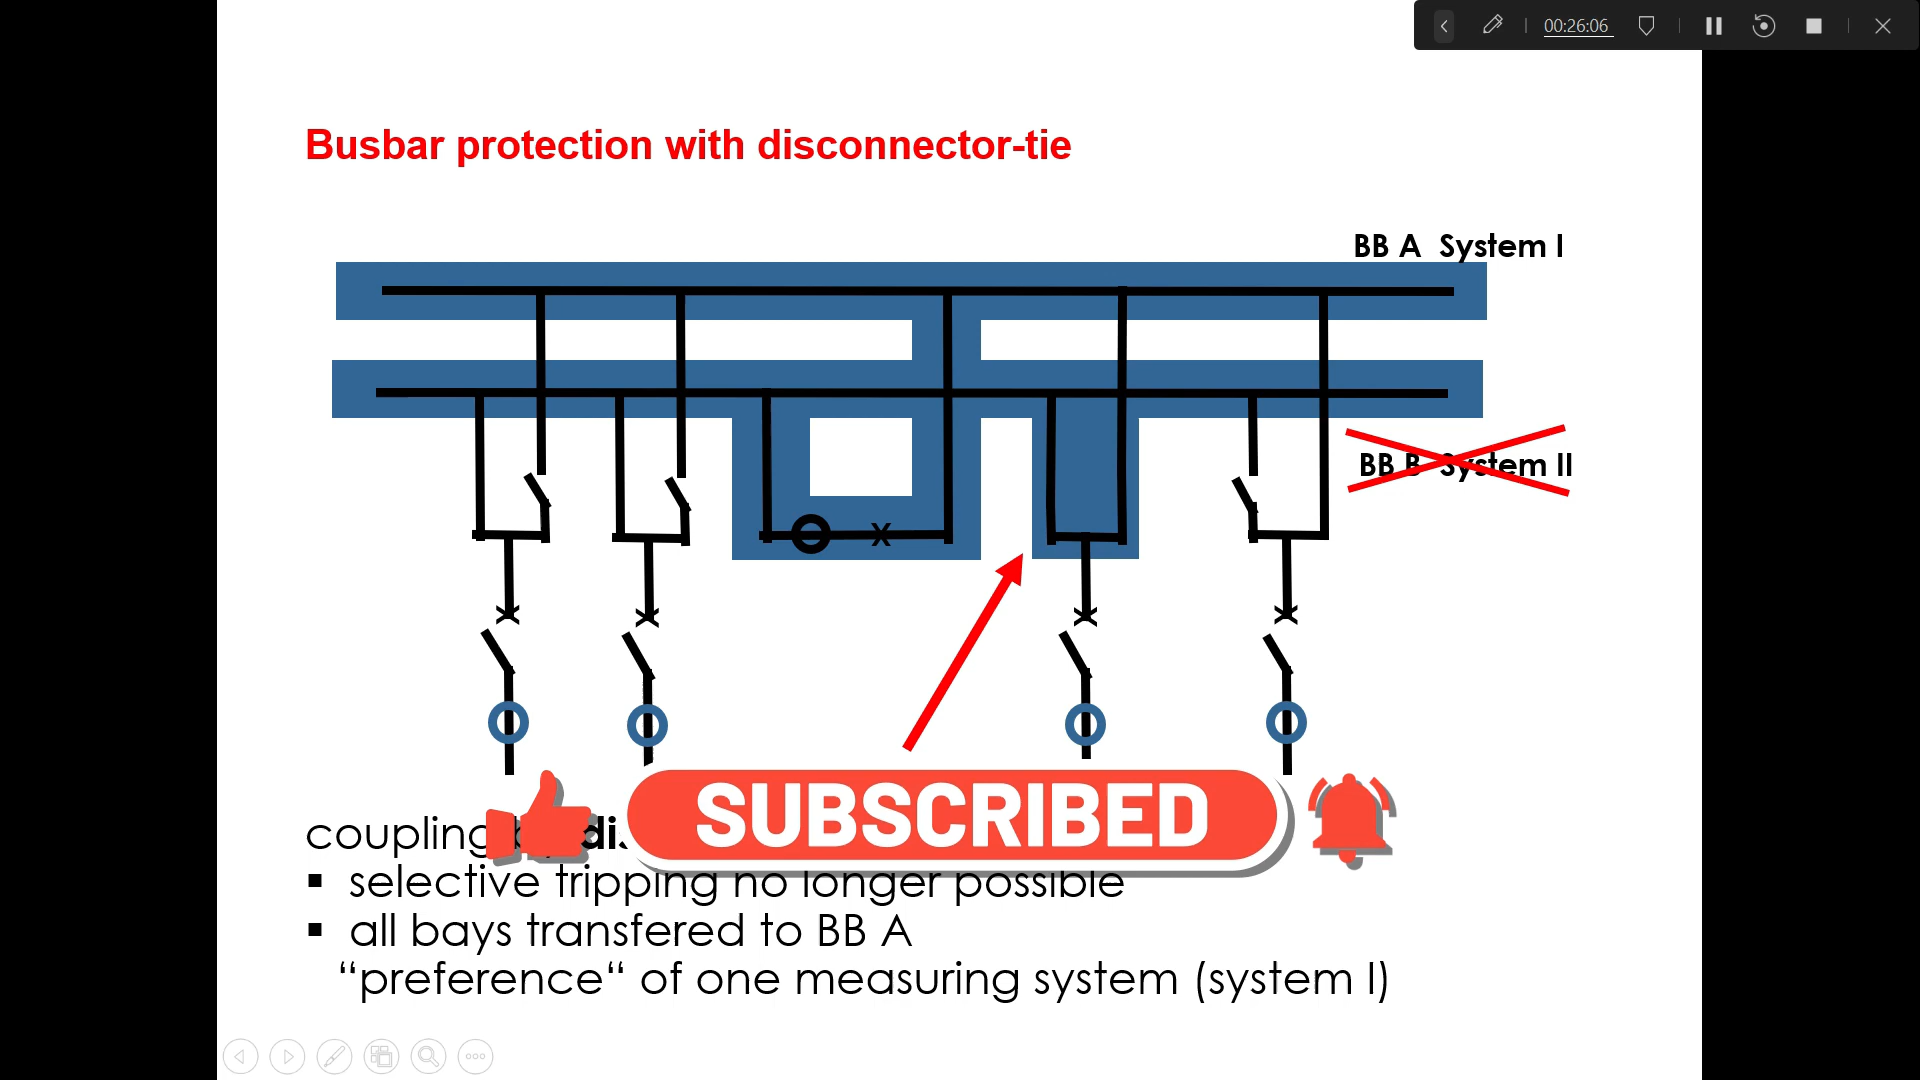 00:26:06
Busbar protection with disconnector-tie
BB A System I
BB B System II
x
SUBSCRIBED
coupling
▪ selective tripping no longer possible
▪ all bays transfered to BB A
“preference“ of one measuring system (system I)